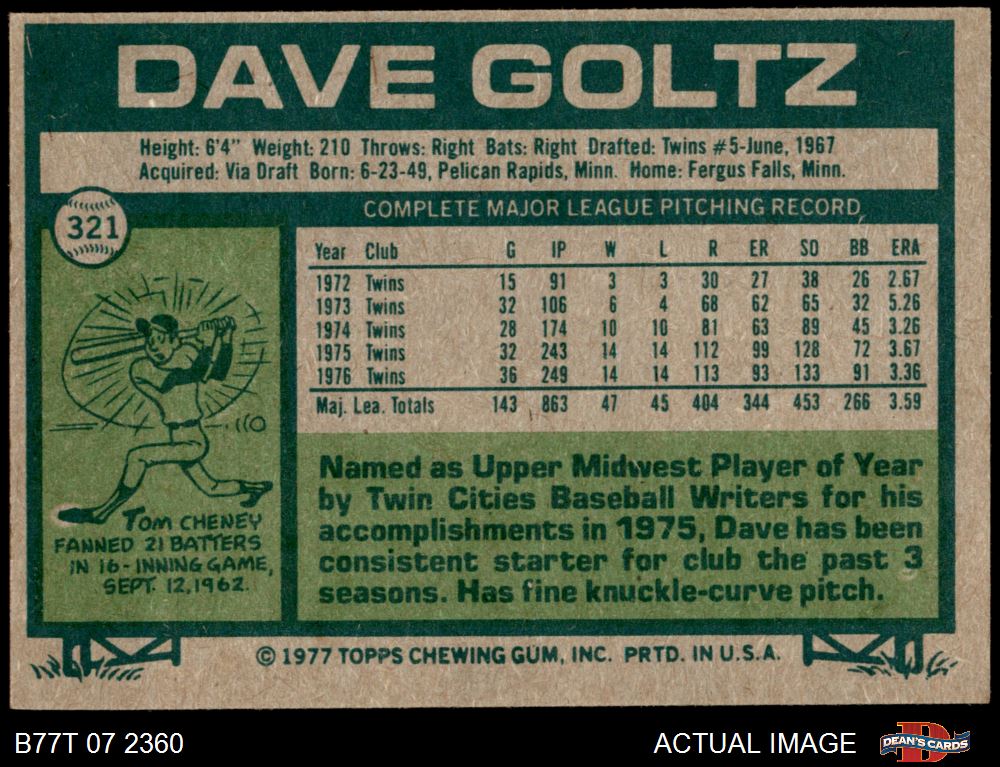 DAVE GOLTZ
Height: 6'4" Weight: 210 Throws: Right Bats: Right Drafted: Twins #5-June, 1967
Acquired: Via Draft Born: 6-23-49, Pelican Rapids, Minn. Home: Fergus Falls, Minn.
321
COMPLETE MAJOR LEAGUE PITCHING RECORD
Year Club G IP W L R ER SO BB ERA
1972 Twins 15 91 3 3 30 27 38 26 2.67
1973 Twins 32 106 6 4 68 62 65 32 5.26
1974 Twins 28 174 10 10 81 63 89 45 3.26
1975 Twins 32 243 14 14 112 99 128 72 3.67
1976 Twins 36 249 14 14 113 93 133 91 3.36
Maj. Lea. Totals 143 863 47 45 404 344 453 266 3.59
TOM CHENEY
FANNED 21 BATTERS
IN 16-INNING GAME,
SEPT. 12, 1962.
Named as Upper Midwest Player of Year
by Twin Cities Baseball Writers for his
accomplishments in 1975, Dave has been
consistent starter for club the past 3
seasons. Has fine knuckle-curve pitch.
© 1977 TOPPS CHEWING GUM, INC. PRTD. IN U.S.A.
B77T 07 2360
ACTUAL IMAGE
D
DEAN'S CARDS